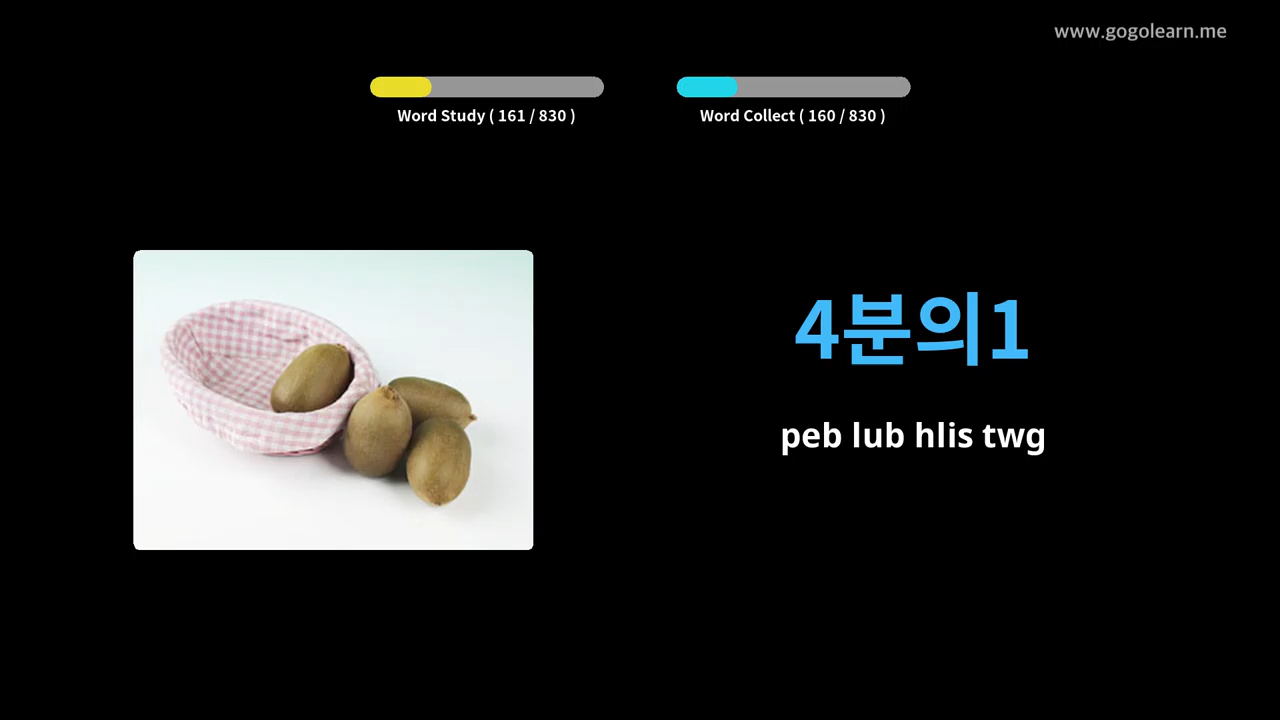 www.gogolearn.me
Word Study ( 161 / 830 )
Word Collect ( 160 / 830 )
4분의1
peb lub hlis twg